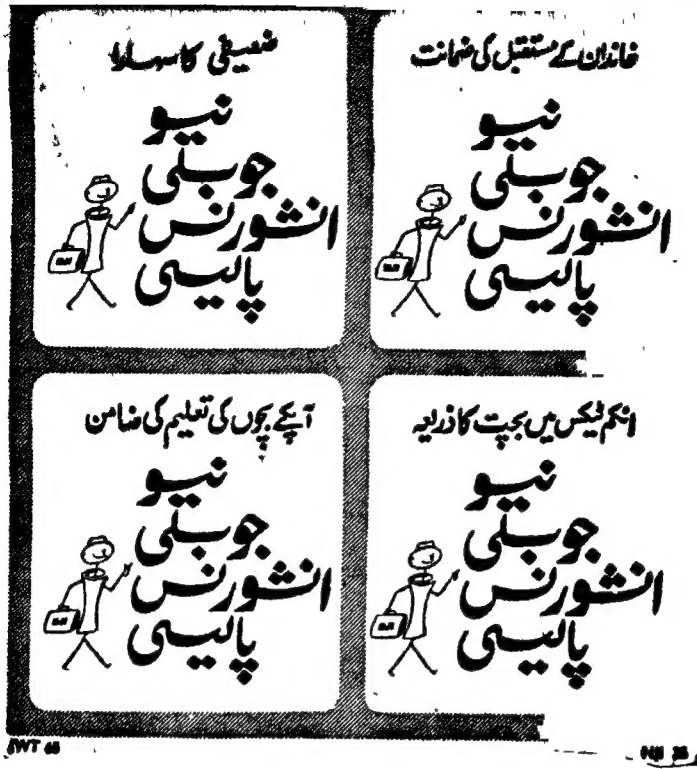 خاندان کے مستقبل کی ضمانت
نیو
جوبلی
انشورنس
پالیسی
ضعیفی کا سہارا
نیو
جوبلی
انشورنس
پالیسی
انکم ٹیکس میں بچت کا ذریعہ
نیو
جوبلی
انشورنس
پالیسی
آپکے بچوں کی تعلیم کی ضامن
نیو
جوبلی
انشورنس
پالیسی